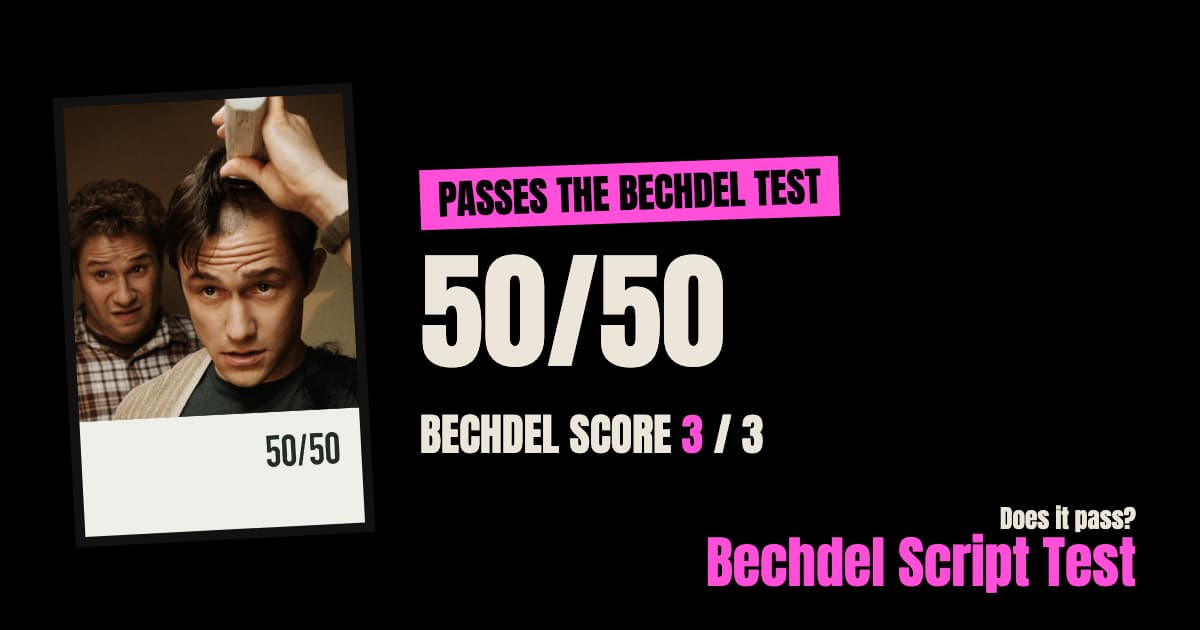 PASSES THE BECHDEL TEST
50/50
BECHDEL SCORE 3 / 3
50/50
Does it pass?
Bechdel Script Test